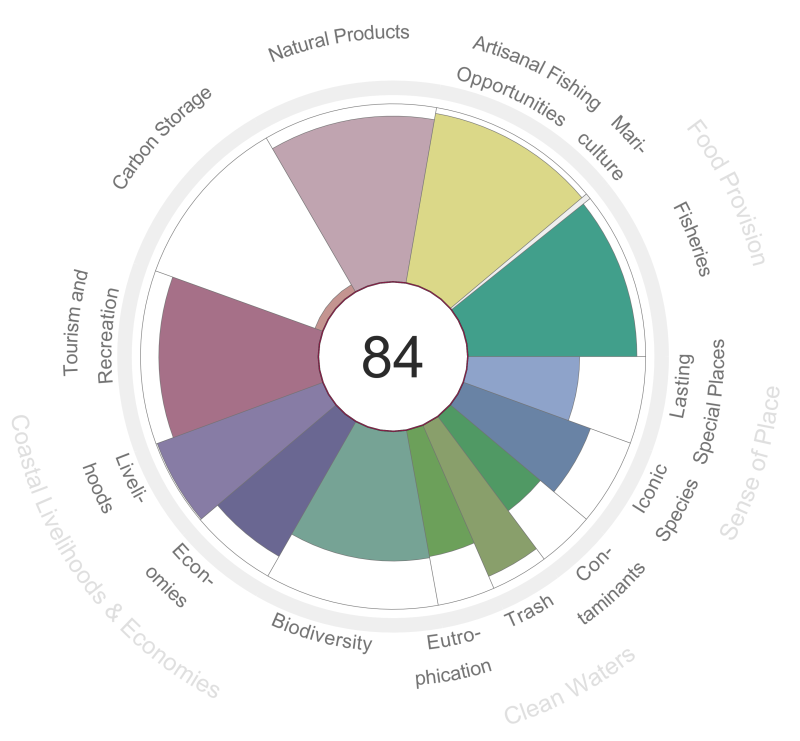 Natural Products
Artisanal Fishing
Opportunities
Mari-
culture
Food Provision
Fisheries
Carbon Storage
Tourism and
Recreation
84
Lasting
Special Places
Iconic
Species
Sense of Place
Coastal Livelihoods & Economies
Liveli-
hoods
Econ-
omies
Biodiversity
Eutro-
phication
Trash
Con-
taminants
Clean Waters